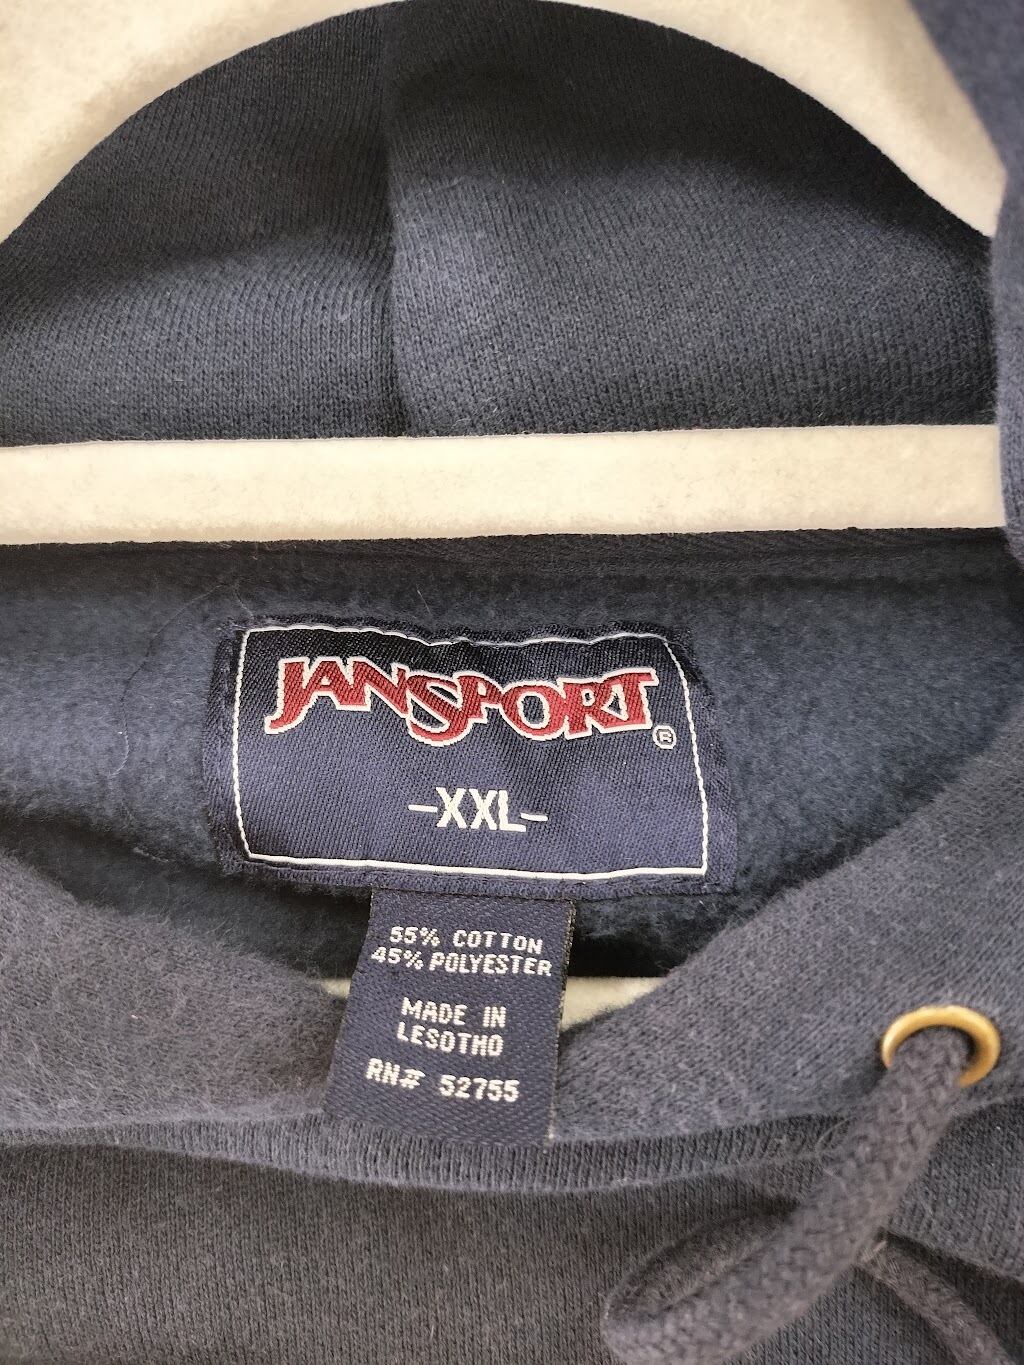 JANSPORT®
-XXL-
55% COTTON
45% POLYESTER
MADE IN
LESOTHO
RN# 52755